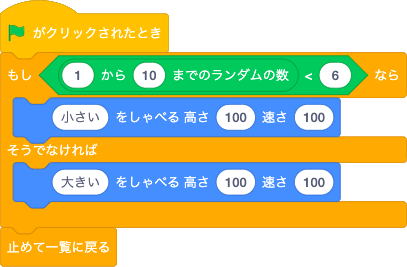 がクリックされたとき
もし 1 から 10 までのランダムの数 < 6 なら
小さい をしゃべる 高さ 100 速さ 100
そうでなければ
大きい をしゃべる 高さ 100 速さ 100
止めて一覧に戻る